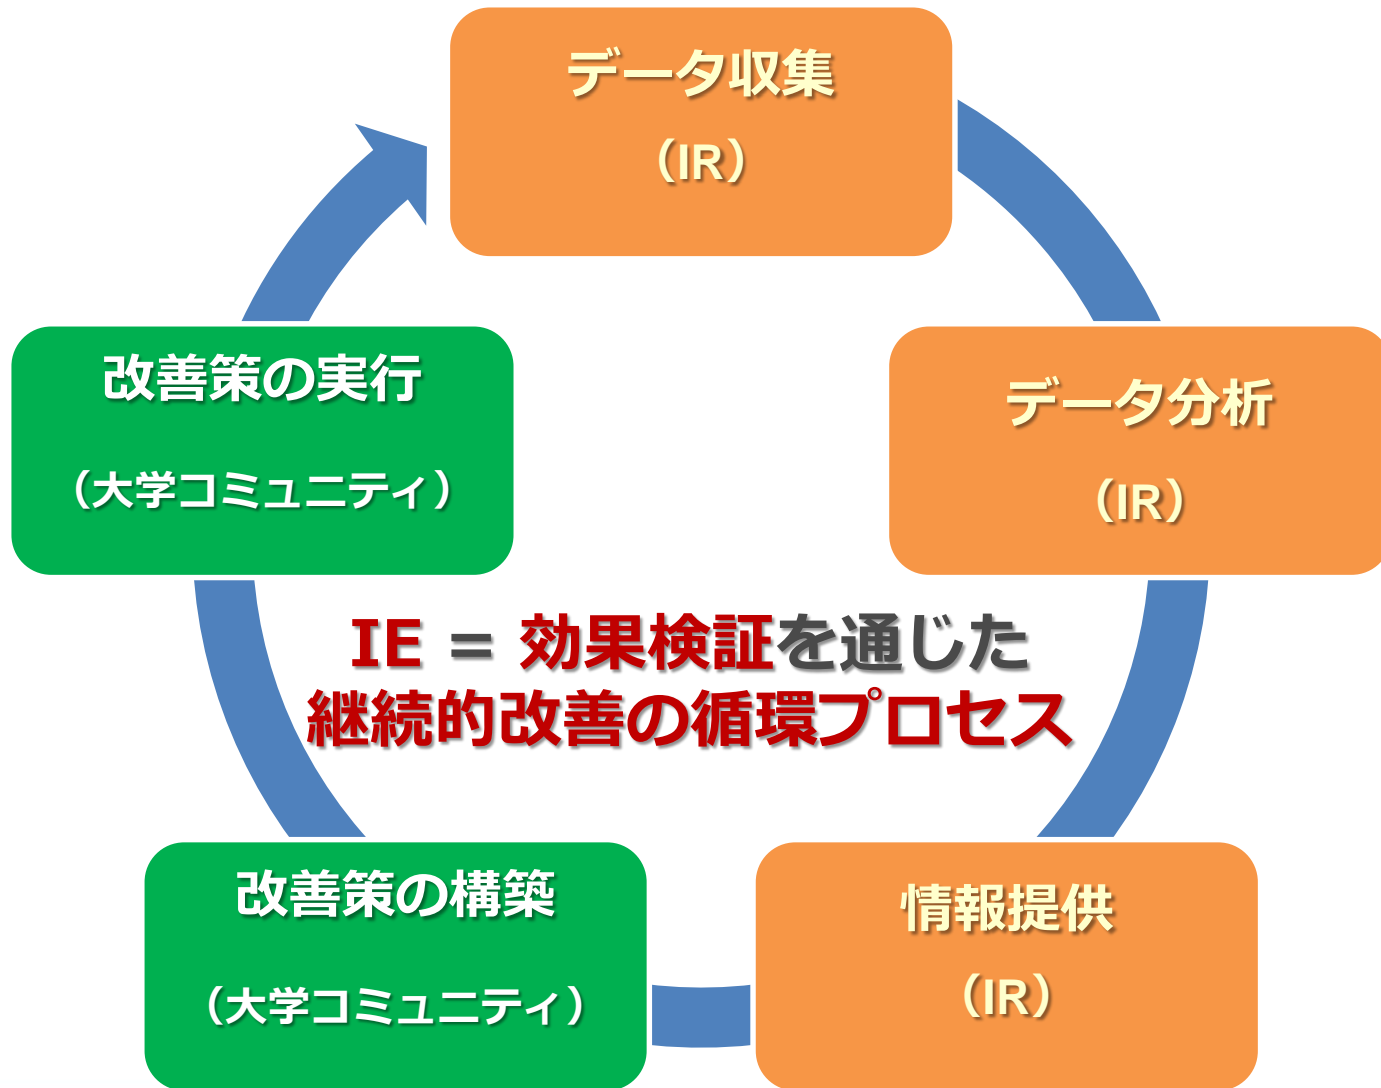 データ収集
（IR）
データ分析
（IR）
情報提供
（IR）
改善策の構築
（大学コミュニティ）
改善策の実行
（大学コミュニティ）
IE = 効果検証を通じた
継続的改善の循環プロセス